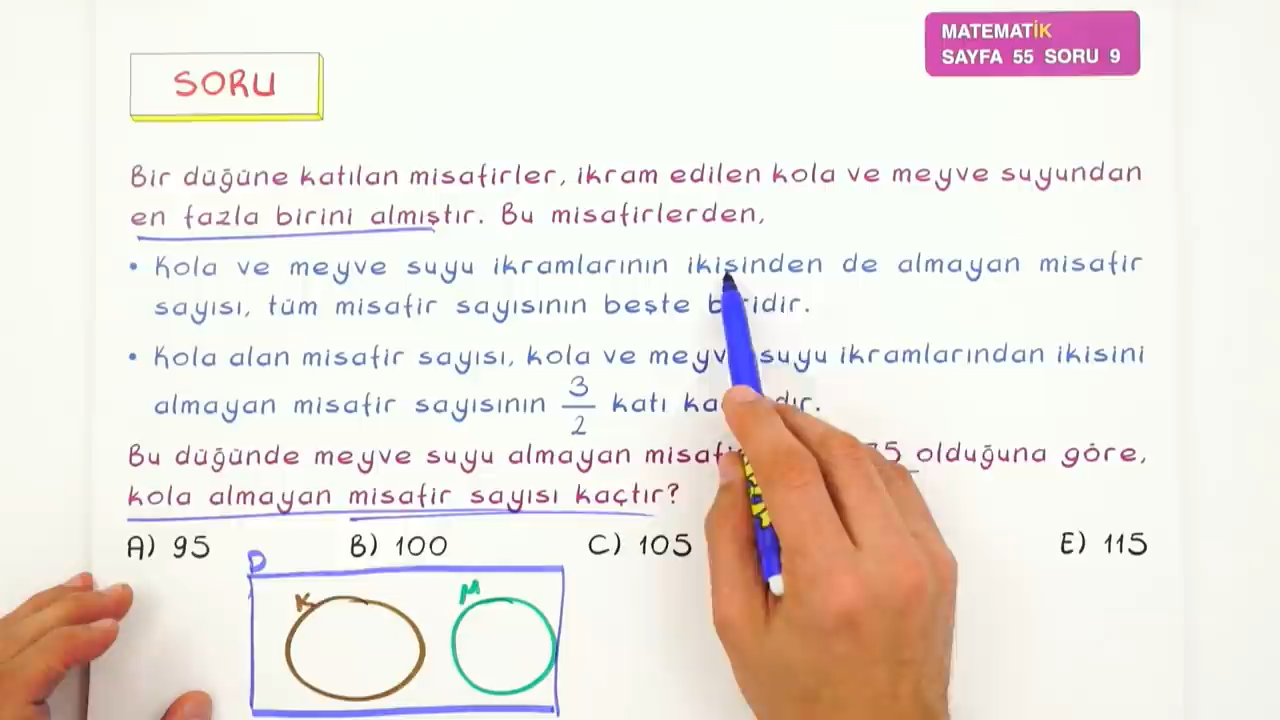 MATEMATİK
SAYFA 55 SORU 9
SORU
Bir düğüne katılan misafirler, ikram edilen kola ve meyve suyundan
en fazla birini almıştır. Bu misafirlerden,
• Kola ve meyve suyu ikramlarının ikisinden de almayan misafir
sayısı, tüm misafir sayısının beşte biridir.
• Kola alan misafir sayısı, kola ve meyve suyu ikramlarından ikisini
almayan misafir sayısının 3/2 katı
Bu düğünde meyve suyu almayan olduğuna göre,
kola almayan misafir sayısı kaçtır?
A) 95 B) 100 C) 105 E) 115
D
K M